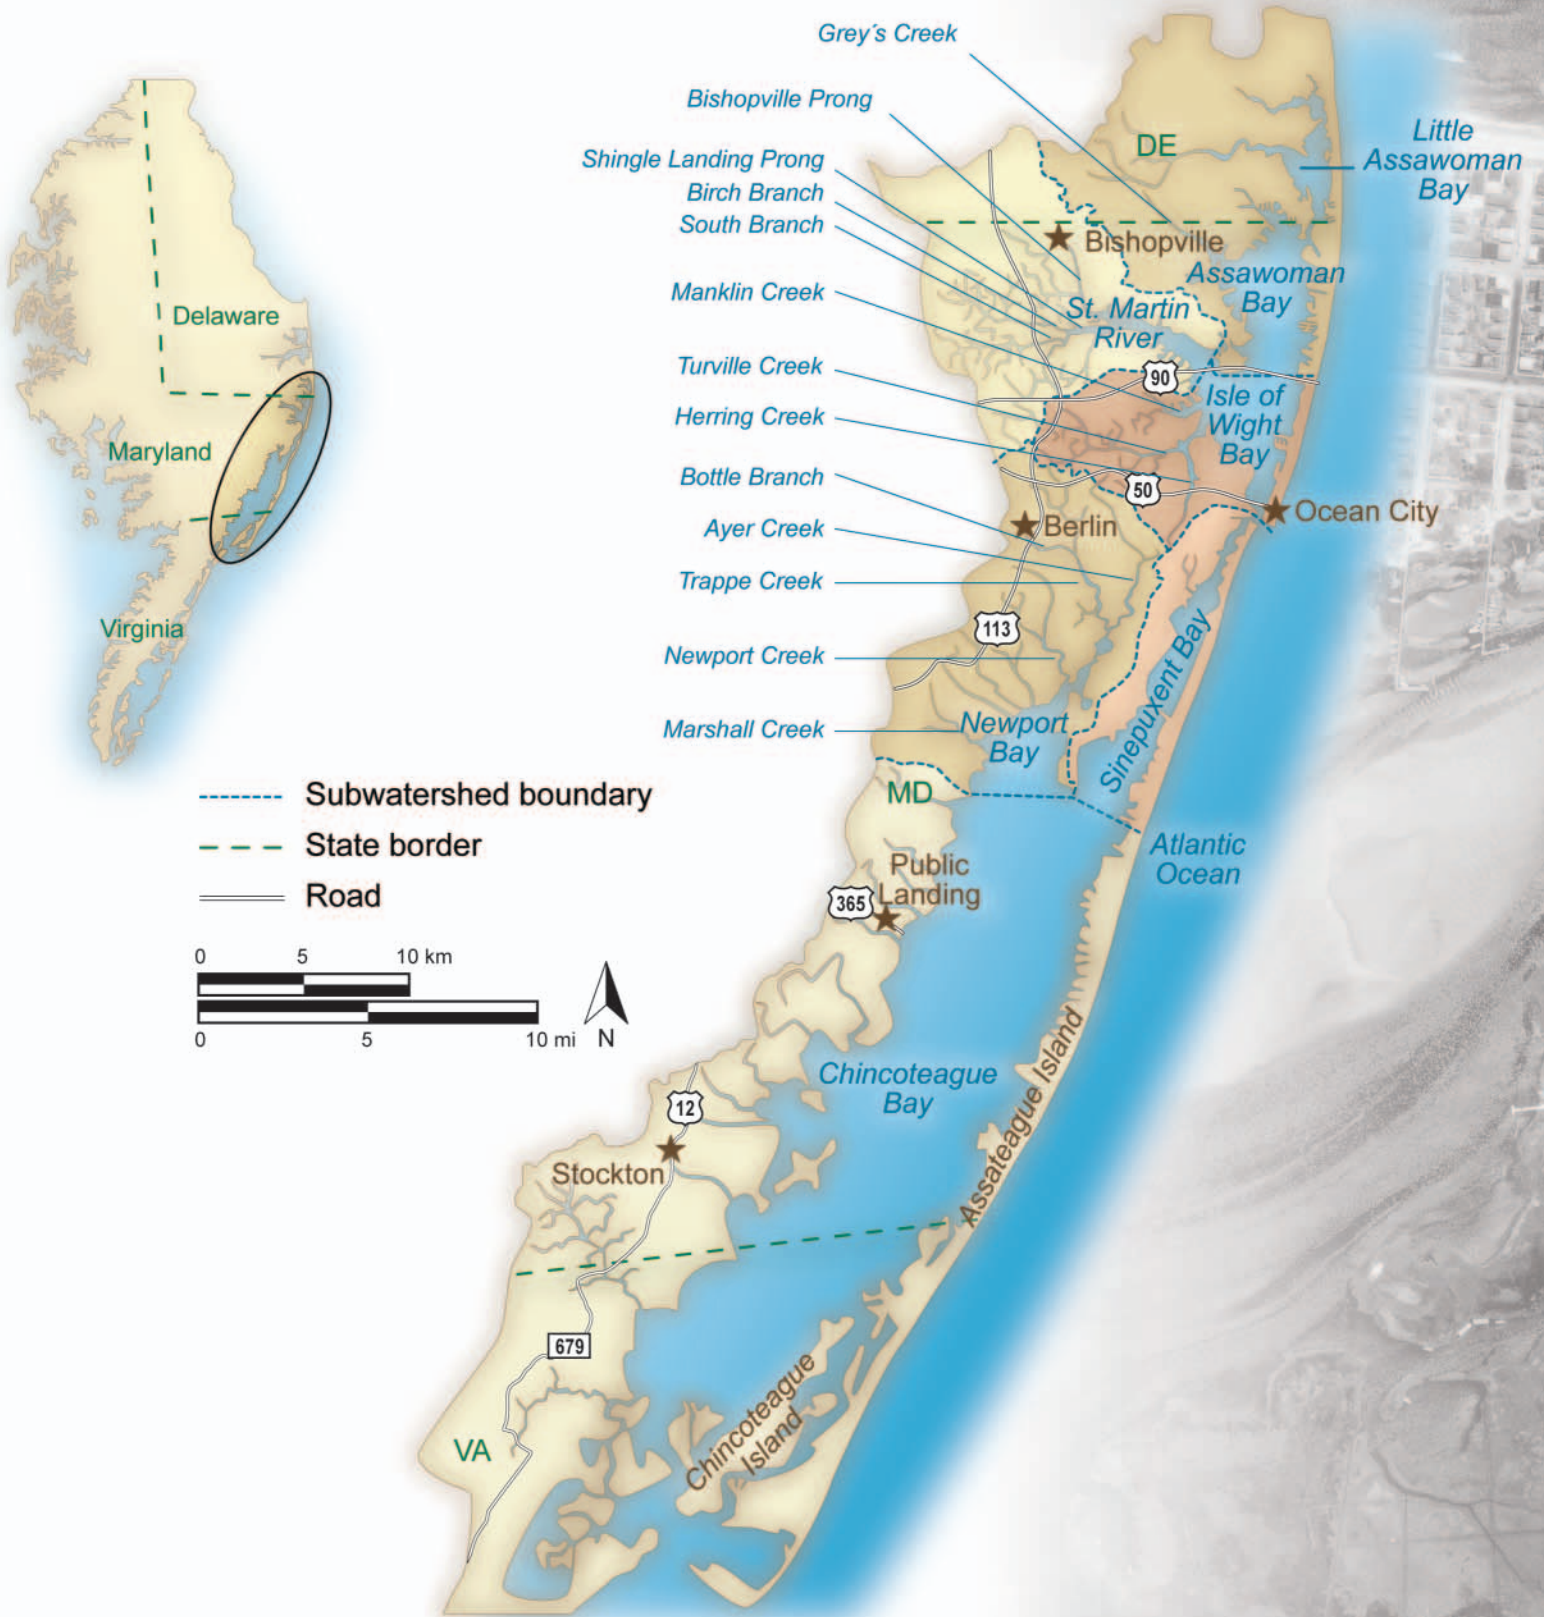 Grey´s Creek
Bishopville Prong
Shingle Landing Prong
Birch Branch
South Branch
Manklin Creek
Turville Creek
Herring Creek
Bottle Branch
Ayer Creek
Trappe Creek
Newport Creek
Marshall Creek
DE
Little
Assawoman
Bay
Bishopville
Assawoman
Bay
St. Martin
River
90
Isle of
Wight
Bay
50
Ocean City
Berlin
113
Sinepuxent Bay
Newport
Bay
MD
Atlantic
Ocean
Public
Landing
365
Chincoteague
Bay
Assateague Island
12
Stockton
679
VA
Chincoteague
Island
Delaware
Maryland
Virginia
Subwatershed boundary
State border
Road
0 5 10 km
0 5 10 mi
N